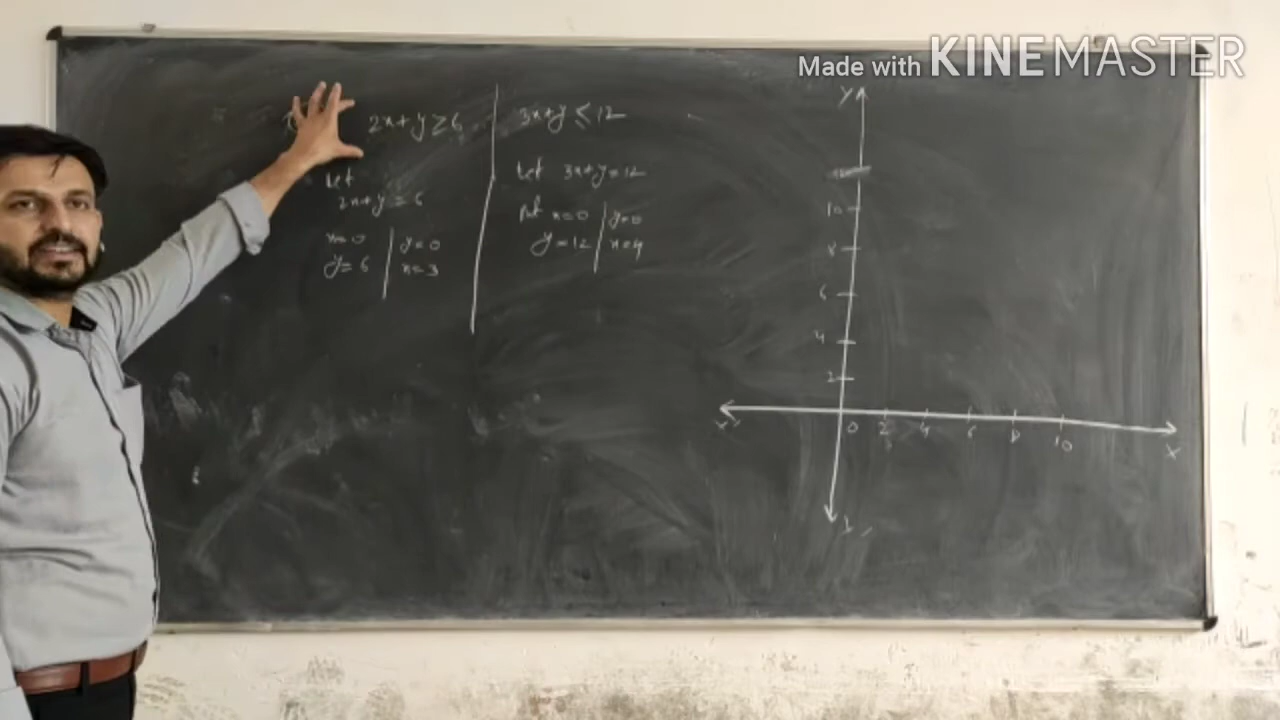 Made with KINEMASTER
2x+y≥6
Let
2x+y=6
x=0 | y=0
y=6 | x=3
3x+y≤12
Let 3x+y=12
Put x=0 | y=0
y=12 | x=4
Y
10
8
6
4
2
X'
0 2 4 6 8 10
X